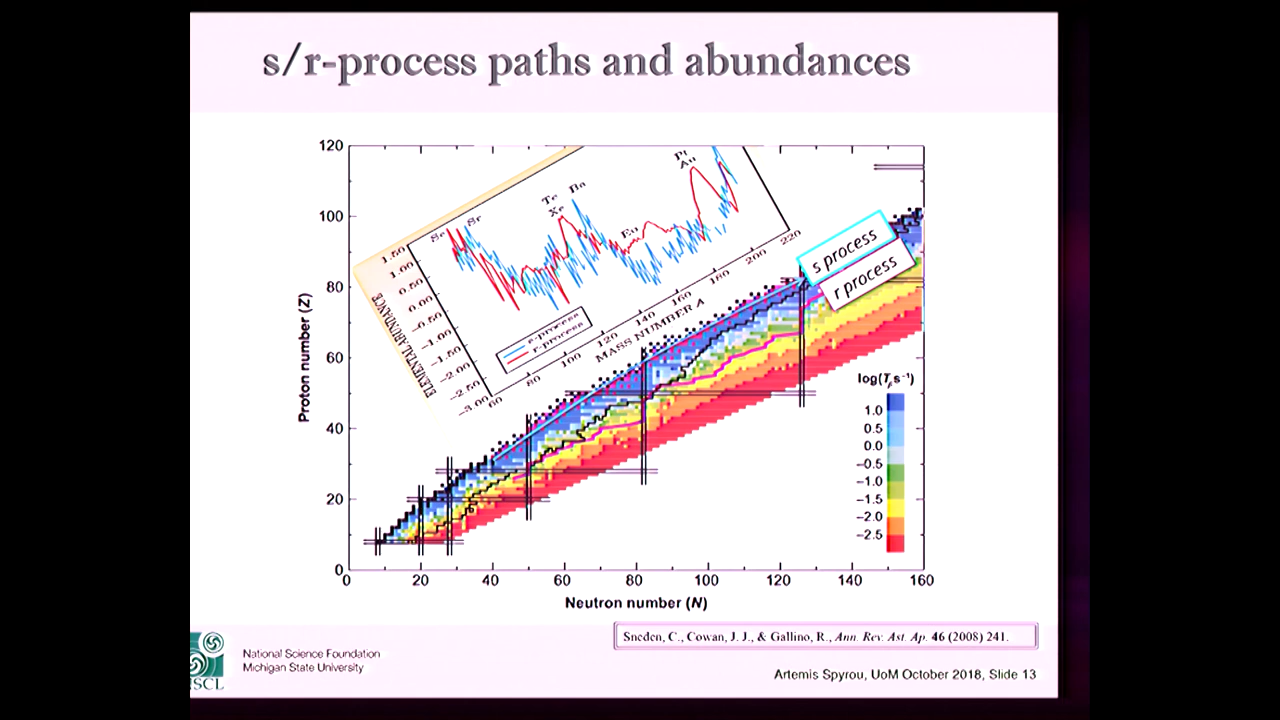 s/r-process paths and abundances
120
100
80
60
40
20
0
Proton number (Z)
0 20 40 60 80 100 120 140 160
Neutron number (N)
1.50
1.00
0.50
0.00
-0.50
-1.00
-1.50
-2.00
-2.50
-3.00
ELEMENTAL ABUNDANCE
Se
Sr
Te
Xe
Ba
Eu
Pt
Au
s-process
r-process
60 80 100 120 140 160 180 200 220
MASS NUMBER A
s process
r process
log(Tβ s⁻¹)
1.0
0.5
0.0
−0.5
−1.0
−1.5
−2.0
−2.5
Sneden, C., Cowan, J. J., & Gallino, R., Ann. Rev. Ast. Ap. 46 (2008) 241.
National Science Foundation
Michigan State University
Artemis Spyrou, UoM October 2018, Slide 13